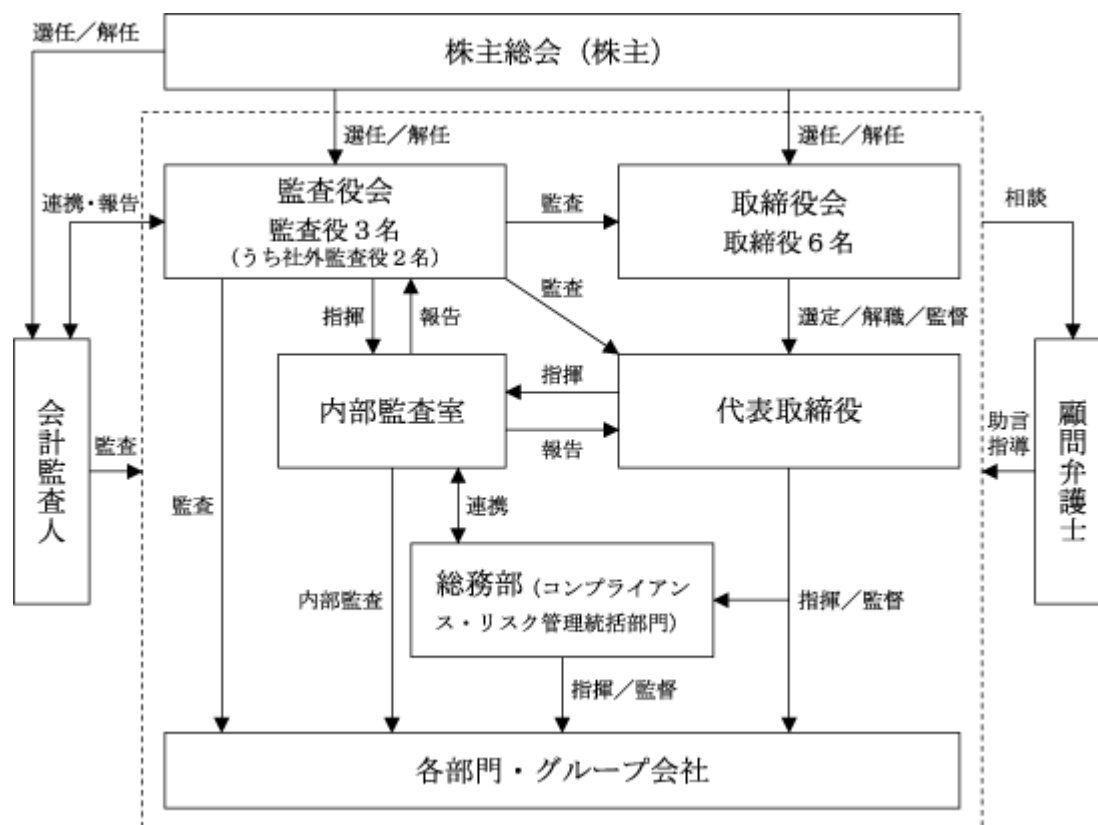 選任／解任
株主総会（株主）
選任／解任
選任／解任
連携・報告
監査役会
監査役３名
（うち社外監査役２名）
監査
取締役会
取締役６名
相談
監査
指揮
報告
選定／解職／監督
会計監査人
監査
内部監査室
指揮
報告
代表取締役
助言
指導
顧問弁護士
監査
連携
内部監査
総務部（コンプライアン
ス・リスク管理統括部門）
指揮／監督
指揮／監督
各部門・グループ会社